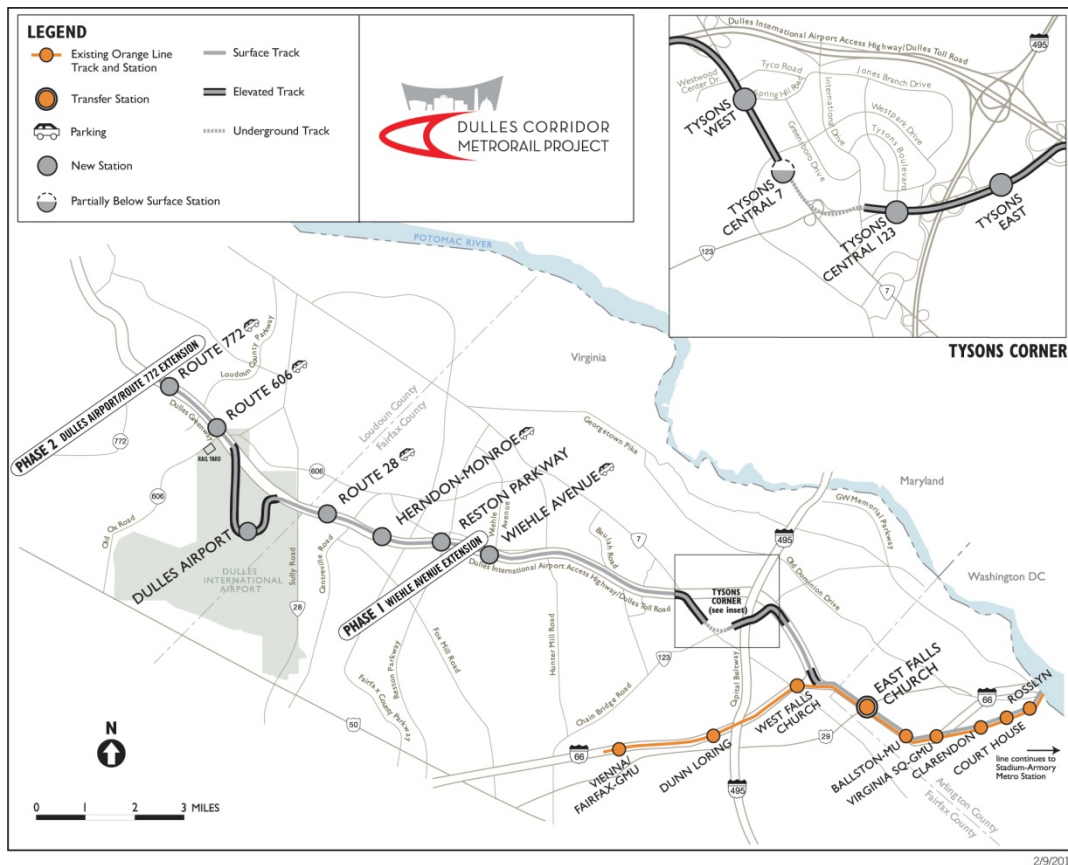 LEGEND
Existing Orange Line
Track and Station
Transfer Station
Parking
New Station
Partially Below Surface Station
Surface Track
Elevated Track
Underground Track
DULLES CORRIDOR
METRORAIL PROJECT
Dulles International Airport Access Highway/Dulles Toll Road
495
Westwood
Center Dr.
Tyco Road
Spring Hill Road
International Drive
Jones Branch Drive
Westpark Drive
Tysons Boulevard
Greensboro Drive
TYSONS
WEST
TYSONS
CENTRAL 7
TYSONS
CENTRAL 123
TYSONS
EAST
123
7
TYSONS CORNER
POTOMAC RIVER
Virginia
Maryland
Washington DC
PHASE 2 DULLES AIRPORT/ROUTE 772 EXTENSION
ROUTE 772
Loudoun County Parkway
ROUTE 606
Dulles Greenway
772
RAIL YARD
606
606
Old Ox Road
Loudoun County
Fairfax County
DULLES AIRPORT
DULLES
INTERNATIONAL
AIRPORT
Sully Road
28
Centreville Road
ROUTE 28
HERNDON-MONROE
RESTON PARKWAY
Wiehle
Avenue
WIEHLE AVENUE
PHASE 1 WIEHLE AVENUE EXTENSION
Georgetown Pike
GW Memorial Parkway
Beulah Road
7
495
Old Dominion Drive
Dulles International Airport Access Highway/Dulles Toll Road
TYSONS
CORNER
(see inset)
Reston Parkway
Fairfax County Parkway
Fox Mill Road
Hunter Mill Road
123
Chain Bridge Road
Capital Beltway
50
66
VIENNA/
FAIRFAX-GMU
DUNN LORING
WEST FALLS
CHURCH
EAST FALLS
CHURCH
29
66
BALLSTON-MU
VIRGINIA SQ-GMU
CLARENDON
COURT HOUSE
ROSSLYN
495
line continues to
Stadium-Armory
Metro Station
Arlington County
Fairfax County
N
0 1 2 3 MILES
2/9/201